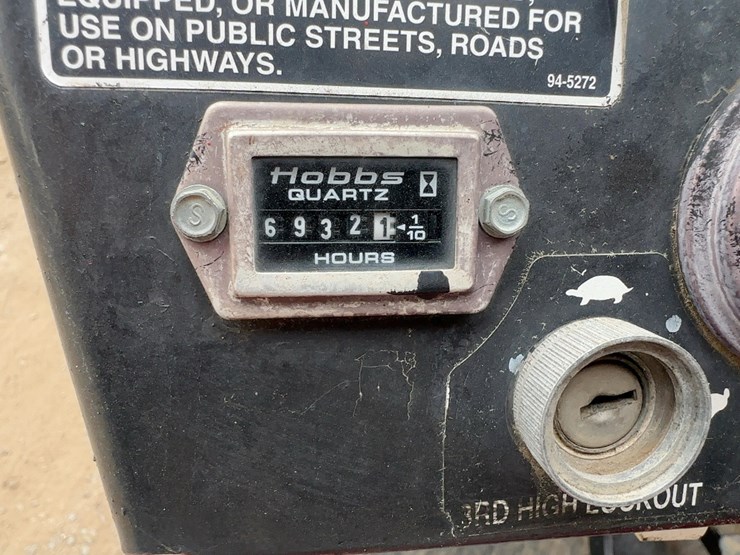 EQUIPPED, OR MANUFACTURED FOR
USE ON PUBLIC STREETS, ROADS
OR HIGHWAYS.
94-5272
Hobbs
QUARTZ
6 9 3 2 1 1/10
HOURS
S
S
3RD HIGH LOCKOUT